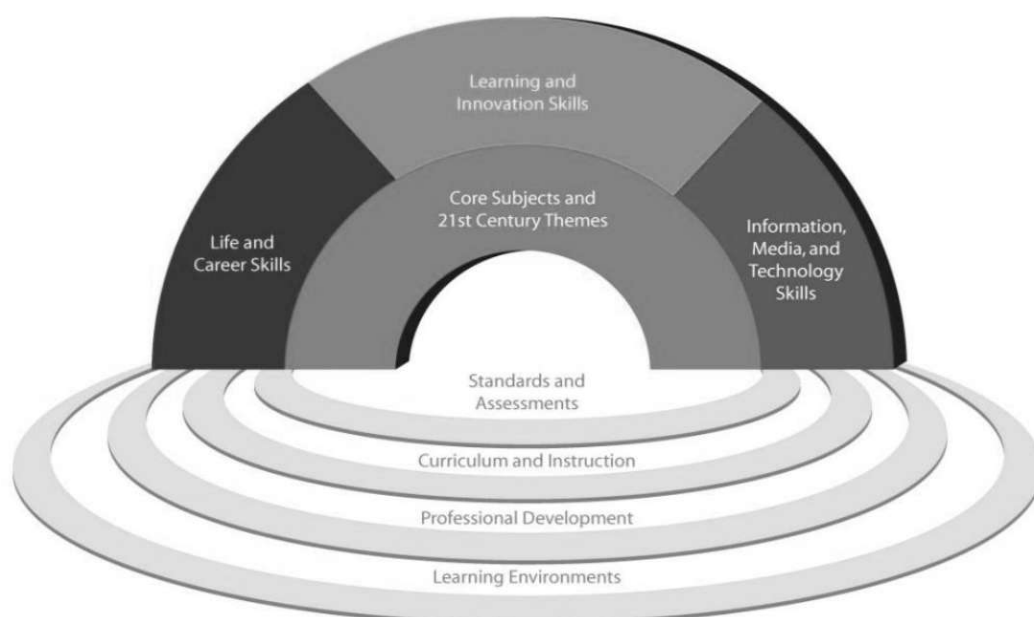 Learning and
Innovation Skills
Core Subjects and
21st Century Themes
Life and
Career Skills
Information,
Media, and
Technology
Skills
Standards and
Assessments
Curriculum and Instruction
Professional Development
Learning Environments